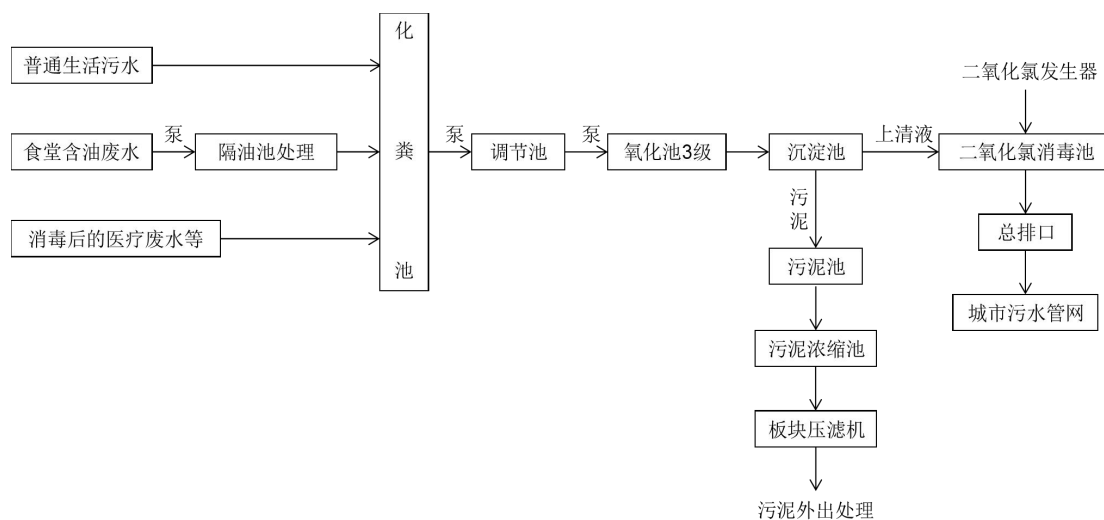 化粪池
普通生活污水
二氧化氯发生器
泵
泵
泵
上清液
食堂含油废水
隔油池处理
调节池
氧化池3级
沉淀池
二氧化氯消毒池
污泥
消毒后的医疗废水等
总排口
污泥池
城市污水管网
污泥浓缩池
板块压滤机
污泥外出处理